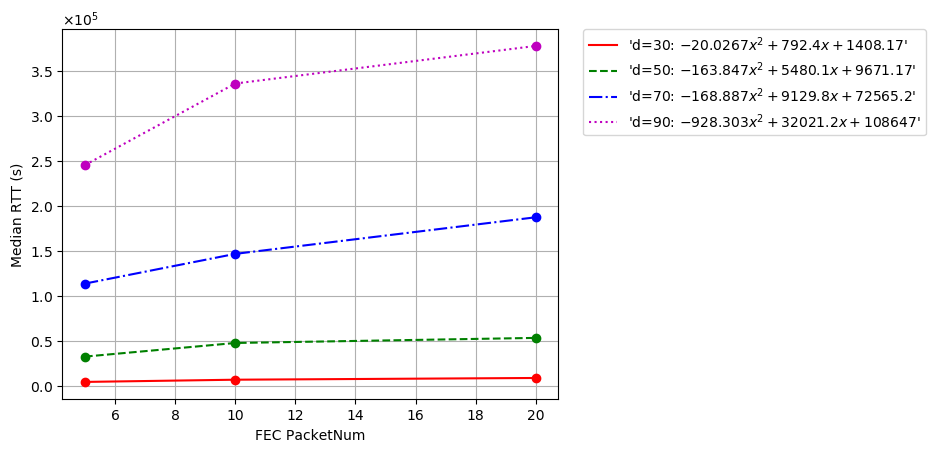 ×10⁵
3.5
3.0
2.5
2.0
1.5
1.0
0.5
0.0
Median RTT (s)
6 8 10 12 14 16 18 20
FEC PacketNum
'd=30: −20.0267x² + 792.4x + 1408.17'
'd=50: −163.847x² + 5480.1x + 9671.17'
'd=70: −168.887x² + 9129.8x + 72565.2'
'd=90: −928.303x² + 32021.2x + 108647'